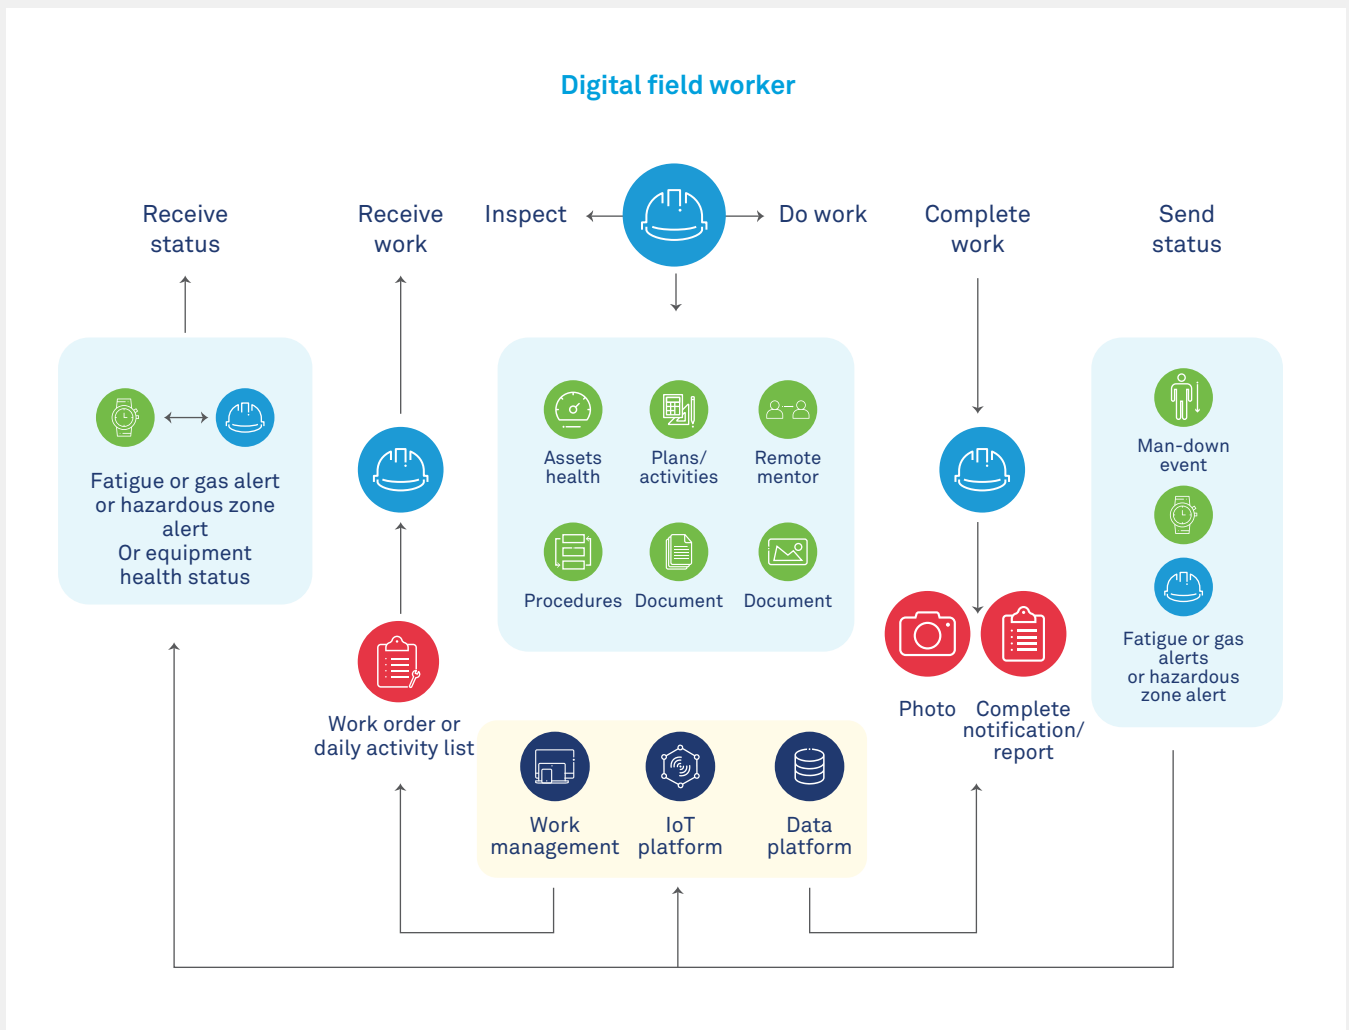 Digital field worker
Receive
status
Receive
work
Inspect
Do work
Complete
work
Send
status
Fatigue or gas alert
or hazardous zone
alert
Or equipment
health status
Work order or
daily activity list
Assets
health
Plans/
activities
Remote
mentor
Procedures
Document
Document
Work
management
IoT
platform
Data
platform
Photo
Complete
notification/
report
Man-down
event
Fatigue or gas
alerts
or hazardous
zone alert